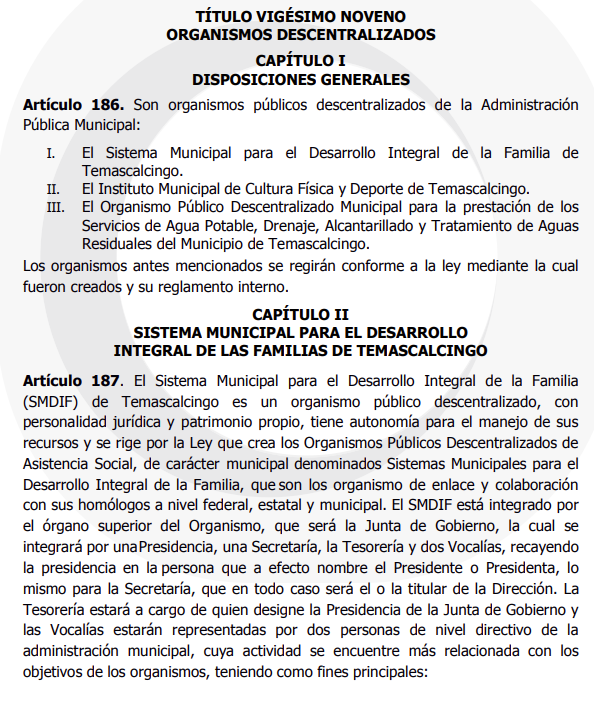 TÍTULO VIGÉSIMO NOVENO
ORGANISMOS DESCENTRALIZADOS
CAPÍTULO I
DISPOSICIONES GENERALES
Artículo 186. Son organismos públicos descentralizados de la Administración
Pública Municipal:
I. El Sistema Municipal para el Desarrollo Integral de la Familia de
Temascalcingo.
II. El Instituto Municipal de Cultura Física y Deporte de Temascalcingo.
III. El Organismo Público Descentralizado Municipal para la prestación de los
Servicios de Agua Potable, Drenaje, Alcantarillado y Tratamiento de Aguas
Residuales del Municipio de Temascalcingo.
Los organismos antes mencionados se regirán conforme a la ley mediante la cual
fueron creados y su reglamento interno.
CAPÍTULO II
SISTEMA MUNICIPAL PARA EL DESARROLLO
INTEGRAL DE LAS FAMILIAS DE TEMASCALCINGO
Artículo 187. El Sistema Municipal para el Desarrollo Integral de la Familia
(SMDIF) de Temascalcingo es un organismo público descentralizado, con
personalidad jurídica y patrimonio propio, tiene autonomía para el manejo de sus
recursos y se rige por la Ley que crea los Organismos Públicos Descentralizados de
Asistencia Social, de carácter municipal denominados Sistemas Municipales para el
Desarrollo Integral de la Familia, que son los organismo de enlace y colaboración
con sus homólogos a nivel federal, estatal y municipal. El SMDIF está integrado por
el órgano superior del Organismo, que será la Junta de Gobierno, la cual se
integrará por unaPresidencia, una Secretaría, la Tesorería y dos Vocalías, recayendo
la presidencia en la persona que a efecto nombre el Presidente o Presidenta, lo
mismo para la Secretaría, que en todo caso será el o la titular de la Dirección. La
Tesorería estará a cargo de quien designe la Presidencia de la Junta de Gobierno y
las Vocalías estarán representadas por dos personas de nivel directivo de la
administración municipal, cuya actividad se encuentre más relacionada con los
objetivos de los organismos, teniendo como fines principales: